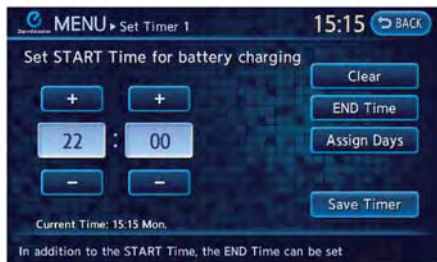 Zero Emission MENU ▸ Set Timer 1 15:15 BACK
Set START Time for battery charging
Clear
+ +
END Time
22 : 00
Assign Days
− −
Save Timer
Current Time: 15:15 Mon.
In addition to the START Time, the END Time can be set